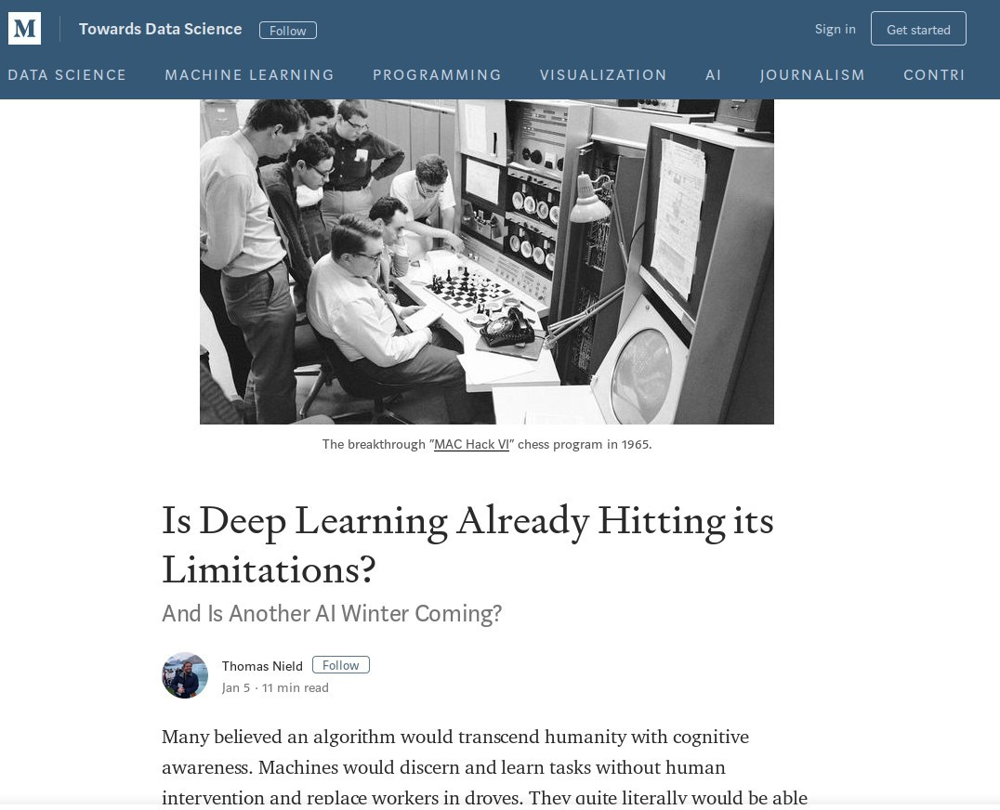 M
Towards Data Science
Follow
Sign in
Get started
DATA SCIENCE
MACHINE LEARNING
PROGRAMMING
VISUALIZATION
AI
JOURNALISM
CONTRI
The breakthrough "MAC Hack VI" chess program in 1965.
Is Deep Learning Already Hitting its
Limitations?
And Is Another AI Winter Coming?
Thomas Nield
Follow
Jan 5 · 11 min read
Many believed an algorithm would transcend humanity with cognitive
awareness. Machines would discern and learn tasks without human
intervention and replace workers in droves. They quite literally would be able